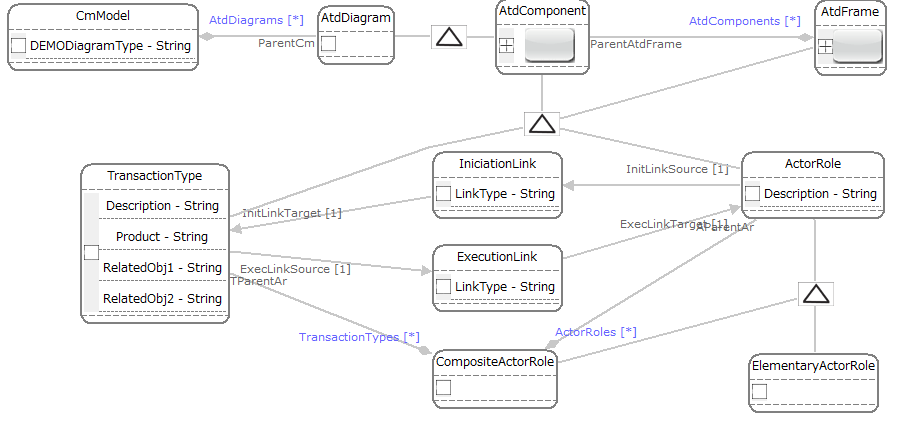 CmModel
DEMODiagramType - String
AtdDiagrams [*]
ParentCm
AtdDiagram
AtdComponent
AtdComponents [*]
ParentAtdFrame
AtdFrame
TransactionType
Description - String
Product - String
RelatedObj1 - String
RelatedObj2 - String
IniciationLink
LinkType - String
InitLinkSource [1]
ActorRole
Description - String
InitLinkTarget [1]
ExecLinkTarget [1]
AParentAr
ExecLinkSource [1]
TParentAr
ExecutionLink
LinkType - String
TransactionTypes [*]
ActorRoles [*]
CompositeActorRole
ElementaryActorRole